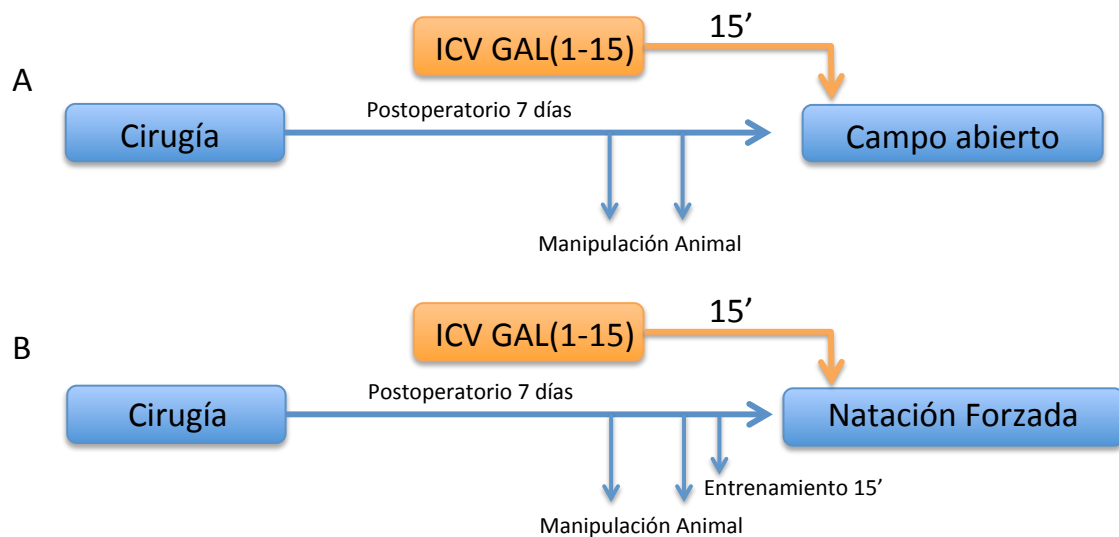 ICV GAL(1-15)
15’
A
Postoperatorio 7 días
Cirugía
Campo abierto
Manipulación Animal
ICV GAL(1-15)
15’
B
Postoperatorio 7 días
Cirugía
Natación Forzada
Entrenamiento 15’
Manipulación Animal